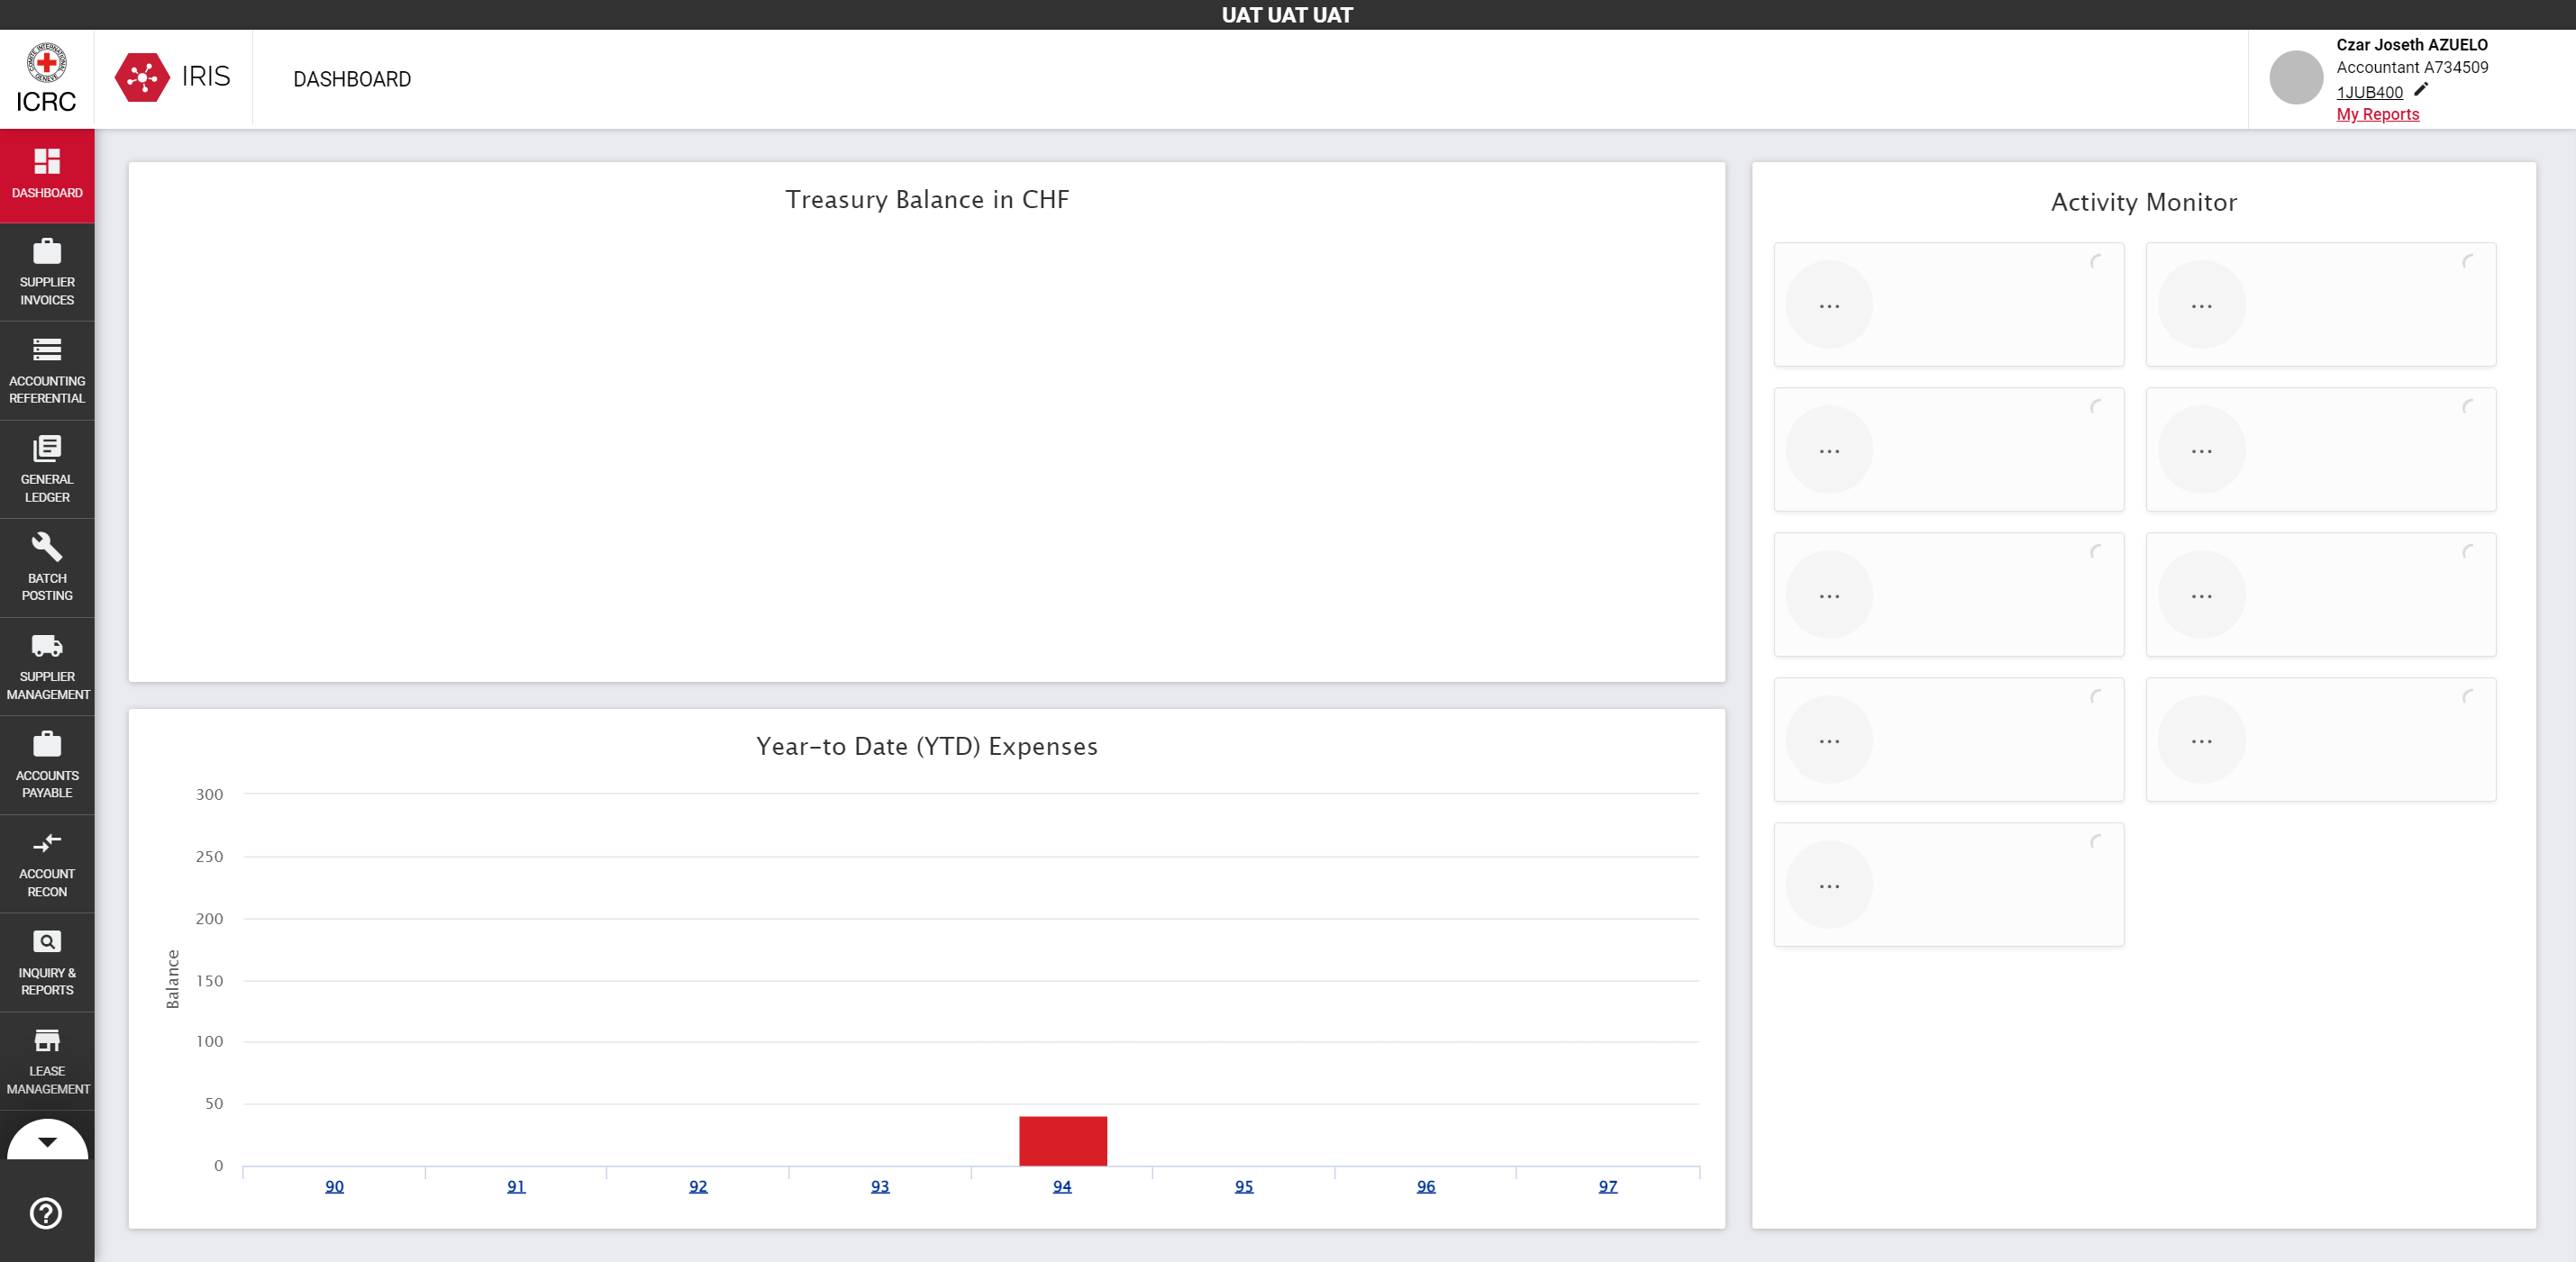 UAT UAT UAT
ICRC
IRIS
DASHBOARD
Czar Joseth AZUELO
Accountant A734509
1JUB400
My Reports
DASHBOARD
SUPPLIER
INVOICES
ACCOUNTING
REFERENTIAL
GENERAL
LEDGER
BATCH
POSTING
SUPPLIER
MANAGEMENT
ACCOUNTS
PAYABLE
ACCOUNT
RECON
INQUIRY &
REPORTS
LEASE
MANAGEMENT
Treasury Balance in CHF
Year-to Date (YTD) Expenses
Balance
300
250
200
150
100
50
0
90 91 92 93 94 95 96 97
Activity Monitor
... ...
... ...
... ...
... ...
...